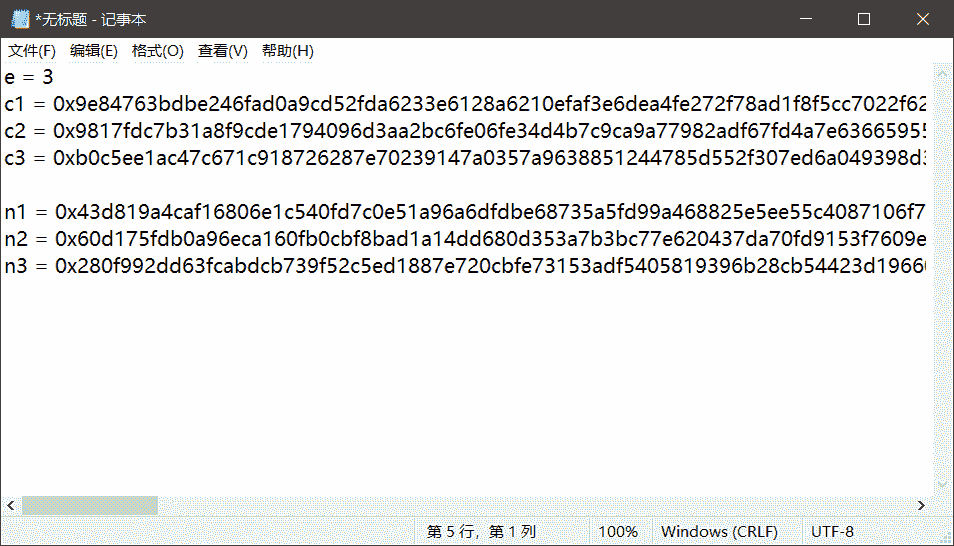 *无标题 - 记事本
文件(F) 编辑(E) 格式(O) 查看(V) 帮助(H)
e = 3
c1 = 0x9e84763bdbe246fad0a9cd52fda6233e6128a6210efaf3e6dea4fe272f78ad1f8f5cc7022f62
c2 = 0x9817fdc7b31a8f9cde1794096d3aa2bc6fe06fe34d4b7c9ca9a77982adf67fd4a7e63665955
c3 = 0xb0c5ee1ac47c671c918726287e70239147a0357a9638851244785d552f307ed6a049398d3
n1 = 0x43d819a4caf16806e1c540fd7c0e51a96a6dfdbe68735a5fd99a468825e5ee55c4087106f7
n2 = 0x60d175fdb0a96eca160fb0cbf8bad1a14dd680d353a7b3bc77e620437da70fd9153f7609e
n3 = 0x280f992dd63fcabdcb739f52c5ed1887e720cbfe73153adf5405819396b28cb54423d1966
第 5 行，第 1 列 100% Windows (CRLF) UTF-8